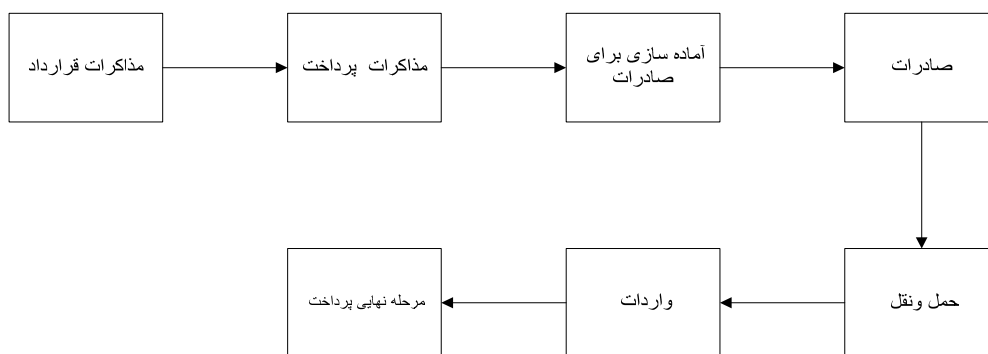 مذاکرات قرارداد
مذاکرات پرداخت
آماده سازی برای
صادرات
صادرات
حمل ونقل
واردات
مرحله نهایی پرداخت